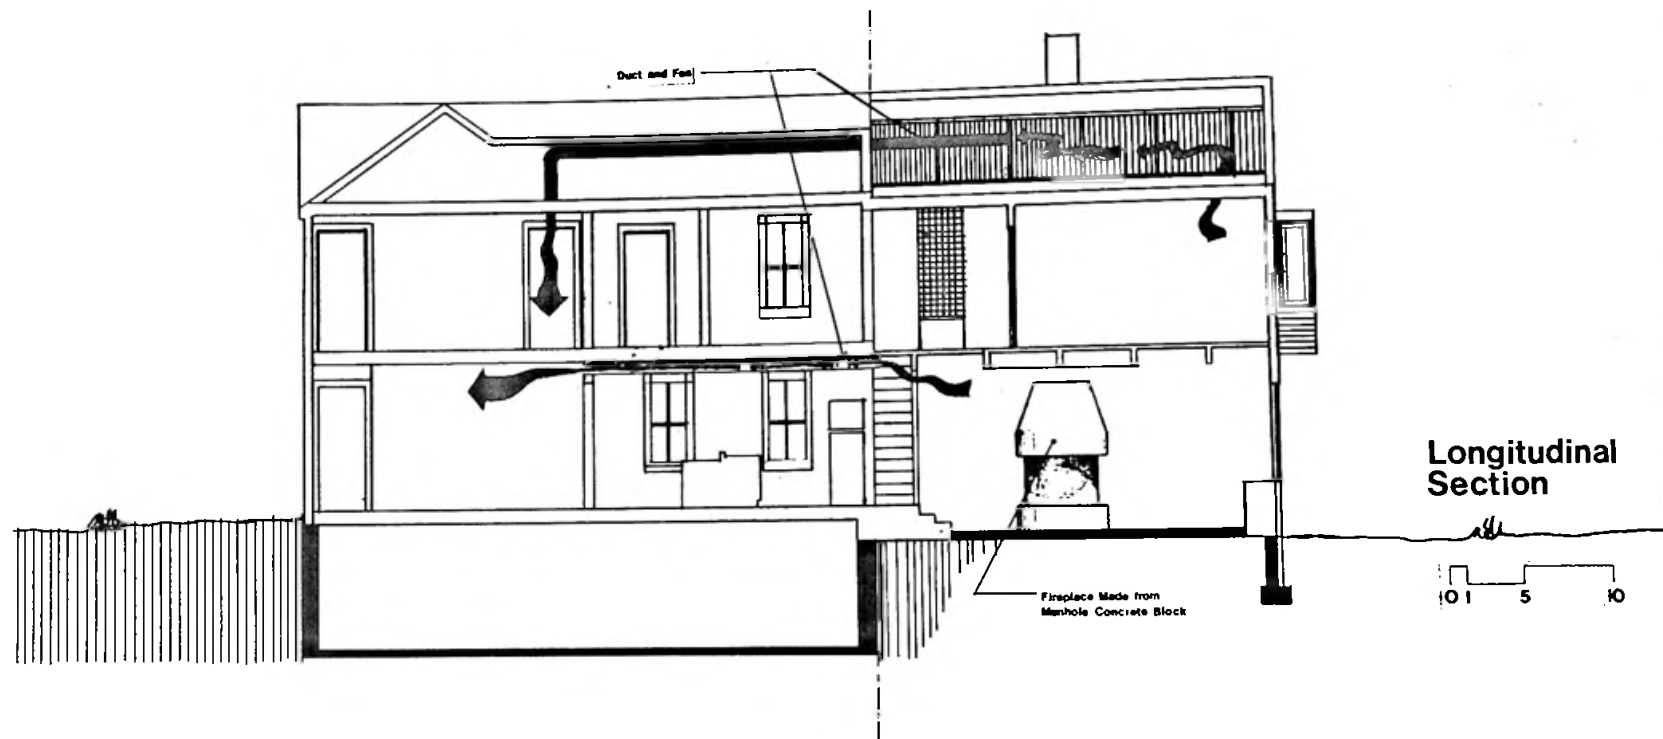 Duct and Fan
Longitudinal
Section
Fireplace Made from
Manhole Concrete Block
0 1 5 10